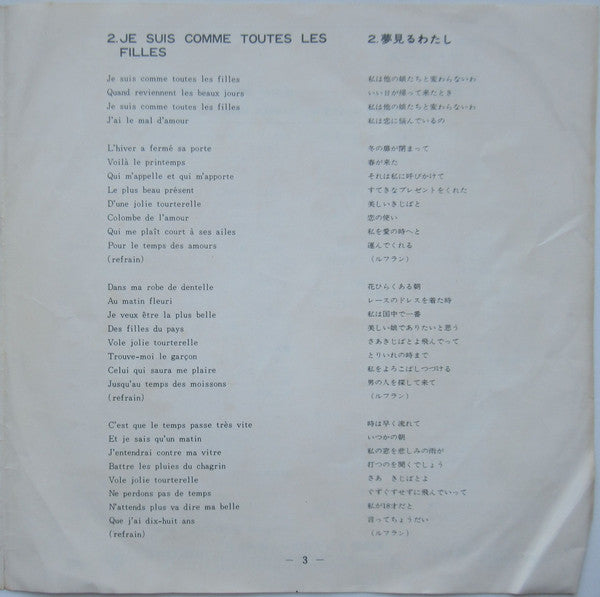 2. JE SUIS COMME TOUTES LES
FILLES
Je suis comme toutes les filles
Quand reviennent les beaux jours
Je suis comme toutes les filles
J'ai le mal d'amour
L'hiver a fermé sa porte
Voilà le printemps
Qui m'appelle et qui m'apporte
Le plus beau présent
D'une jolie tourterelle
Colombe de l'amour
Qui me plaît court à ses ailes
Pour le temps des amours
(refrain)
Dans ma robe de dentelle
Au matin fleuri
Je veux être la plus belle
Des filles du pays
Vole jolie tourterelle
Trouve-moi le garçon
Celui qui saura me plaire
Jusqu'au temps des moissons
(refrain)
C'est que le temps passe très vite
Et je sais qu'un matin
J'entendrai contre ma vitre
Battre les pluies du chagrin
Vole jolie tourterelle
Ne perdons pas de temps
N'attends plus va dire ma belle
Que j'ai dix-huit ans
(refrain)
2. 夢見るわたし
私は他の娘たちと変わらないわ
いい日が帰って来たとき
私は他の娘たちと変わらないわ
私は恋に悩んでいるの
冬の扉が閉まって
春が来た
それは私に呼びかけて
すてきなプレゼントをくれた
美しいきじばと
恋の使い
私を愛の時へと
運んでくれる
(ルフラン)
花ひらくある朝
レースのドレスを着た時
私は国中で一番
美しい娘でありたいと思う
さあきじばとよ飛んでって
とりいれの時まで
私をよろこばしつづける
男の人を探して来て
(ルフラン)
時は早く流れて
いつかの朝
私の窓を悲しみの雨が
打つのを聞くでしょう
さあ きじばとよ
ぐずぐずせずに飛んでいって
私が18才だと
言ってちょうだい
(ルフラン)
— 3 —